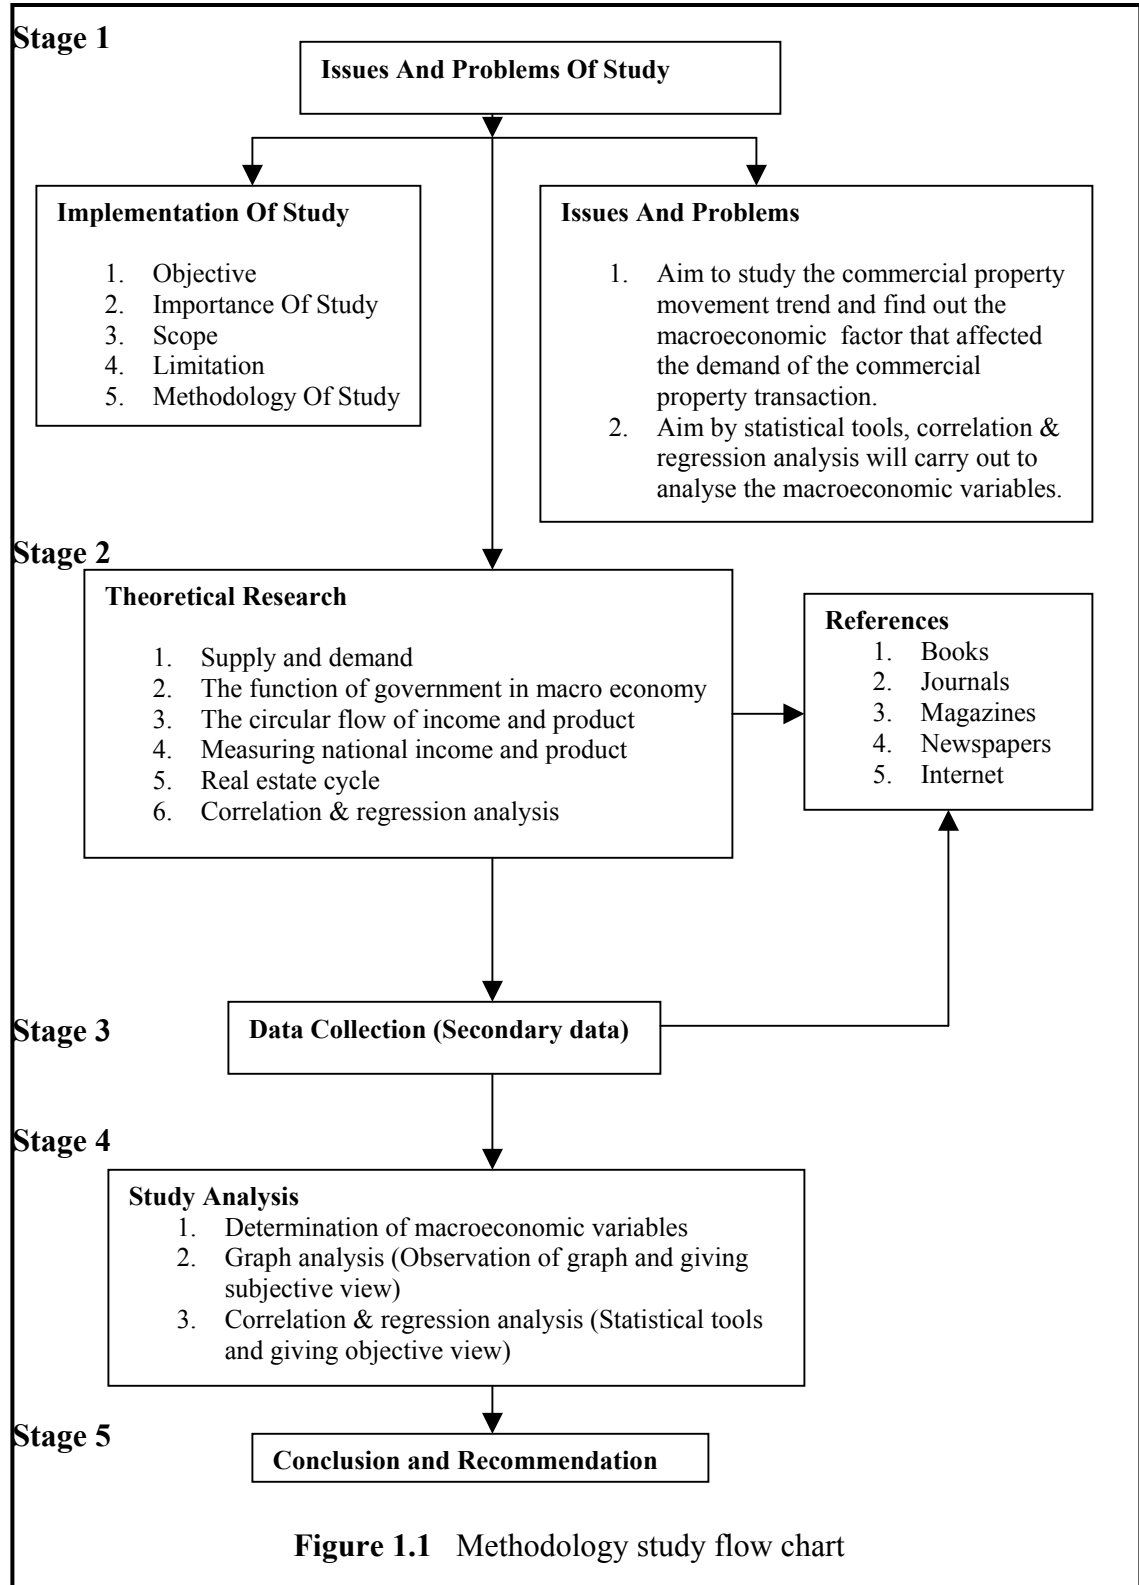 Stage 1
Issues And Problems Of Study
Implementation Of Study
1. Objective
2. Importance Of Study
3. Scope
4. Limitation
5. Methodology Of Study
Issues And Problems
1. Aim to study the commercial property
movement trend and find out the
macroeconomic factor that affected
the demand of the commercial
property transaction.
2. Aim by statistical tools, correlation &
regression analysis will carry out to
analyse the macroeconomic variables.
Stage 2
Theoretical Research
1. Supply and demand
2. The function of government in macro economy
3. The circular flow of income and product
4. Measuring national income and product
5. Real estate cycle
6. Correlation & regression analysis
References
1. Books
2. Journals
3. Magazines
4. Newspapers
5. Internet
Stage 3
Data Collection (Secondary data)
Stage 4
Study Analysis
1. Determination of macroeconomic variables
2. Graph analysis (Observation of graph and giving
subjective view)
3. Correlation & regression analysis (Statistical tools
and giving objective view)
Stage 5
Conclusion and Recommendation
Figure 1.1 Methodology study flow chart